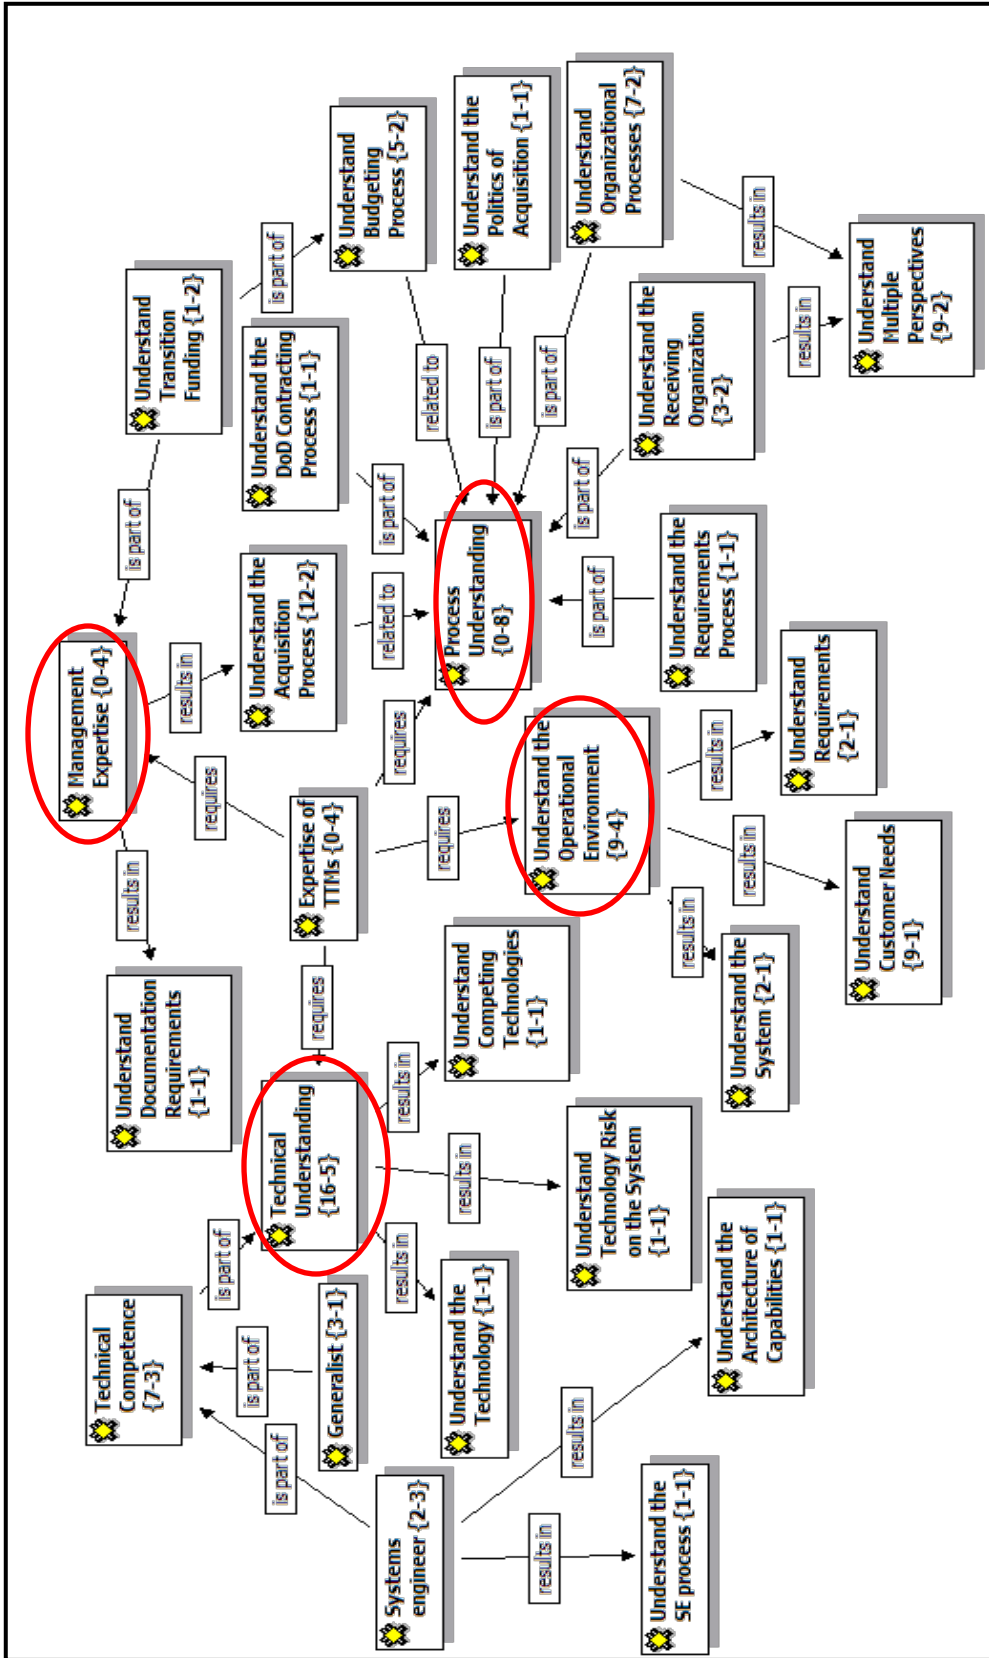 Technical
Competence
{7-3}
Understand
Documentation
Requirements
{1-1}
Management
Expertise {0-4}
Understand
Transition
Funding {1-2}
results in
is part of
is part of
results in
requires
is part of
is part of
is part of
Technical
Understanding
{16-5}
requires
Expertise of
TTMs {0-4}
Understand the
Acquisition
Process {12-2}
Understand the
DoD Contracting
Process {1-1}
Understand
Budgeting
Process {5-2}
Generalist {3-1}
Systems
engineer {2-3}
results in
results in
requires
requires
related to
is part of
related to
Understand the
Technology {1-1}
results in
Understand
Competing
Technologies
{1-1}
Process
Understanding
{0-8}
is part of
Understand the
Politics of
Acquisition {1-1}
results in
results in
Understand the
Operational
Environment
{9-4}
is part of
is part of
is part of
Understand
Organizational
Processes {7-2}
Understand
Technology Risk
on the System
{1-1}
Understand the
SE process {1-1}
results in
results in
results in
Understand the
Requirements
Process {1-1}
Understand the
Receiving
Organization
{3-2}
results in
results in
Understand the
Architecture of
Capabilities {1-1}
Understand the
System {2-1}
Understand
Requirements
{2-1}
Understand
Customer Needs
{9-1}
Understand
Multiple
Perspectives
{9-2}